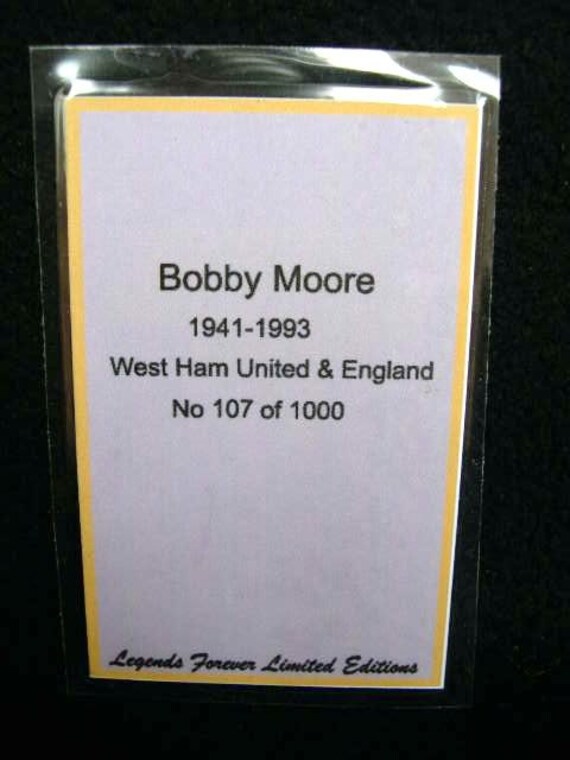 Bobby Moore
1941-1993
West Ham United & England
No 107 of 1000
Legends Forever Limited Editions